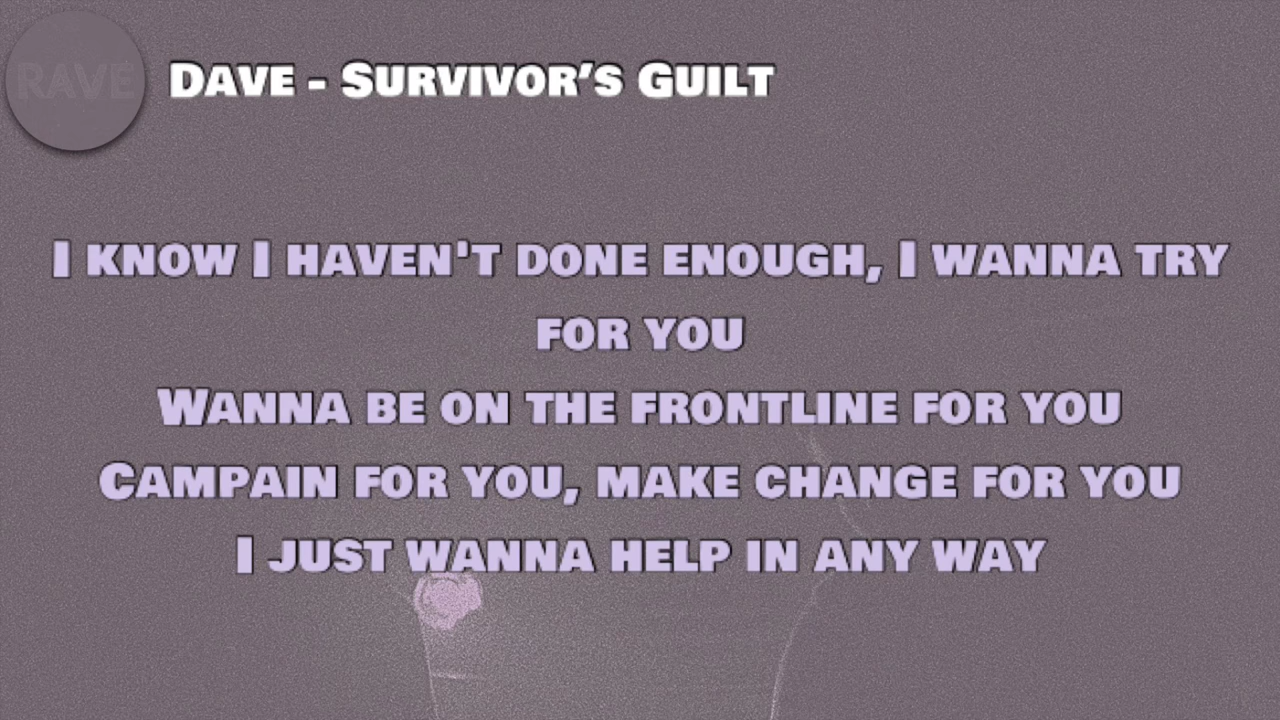 RAVE
Dave - Survivor's Guilt
I know I haven't done enough, I wanna try
for you
Wanna be on the frontline for you
Campain for you, make change for you
I just wanna help in any way